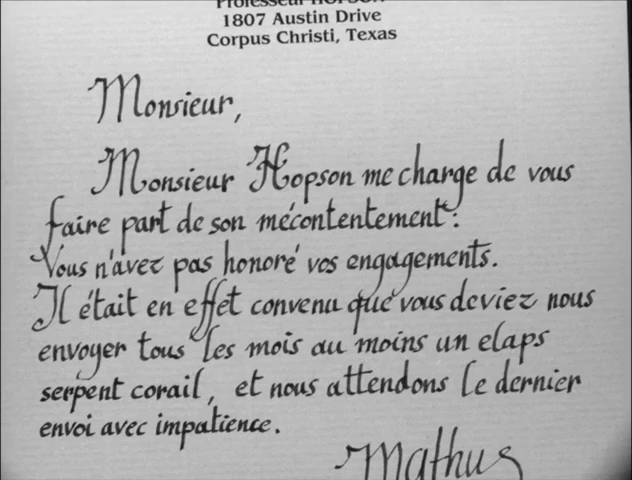 Professeur HOPSON
1807 Austin Drive
Corpus Christi, Texas
Monsieur,
Monsieur Hopson me charge de vous
faire part de son mécontentement :
Vous n'avez pas honoré vos engagements.
Il était en effet convenu que vous deviez nous
envoyer tous les mois au moins un elaps
serpent corail, et nous attendons le dernier
envoi avec impatience.
Mathus